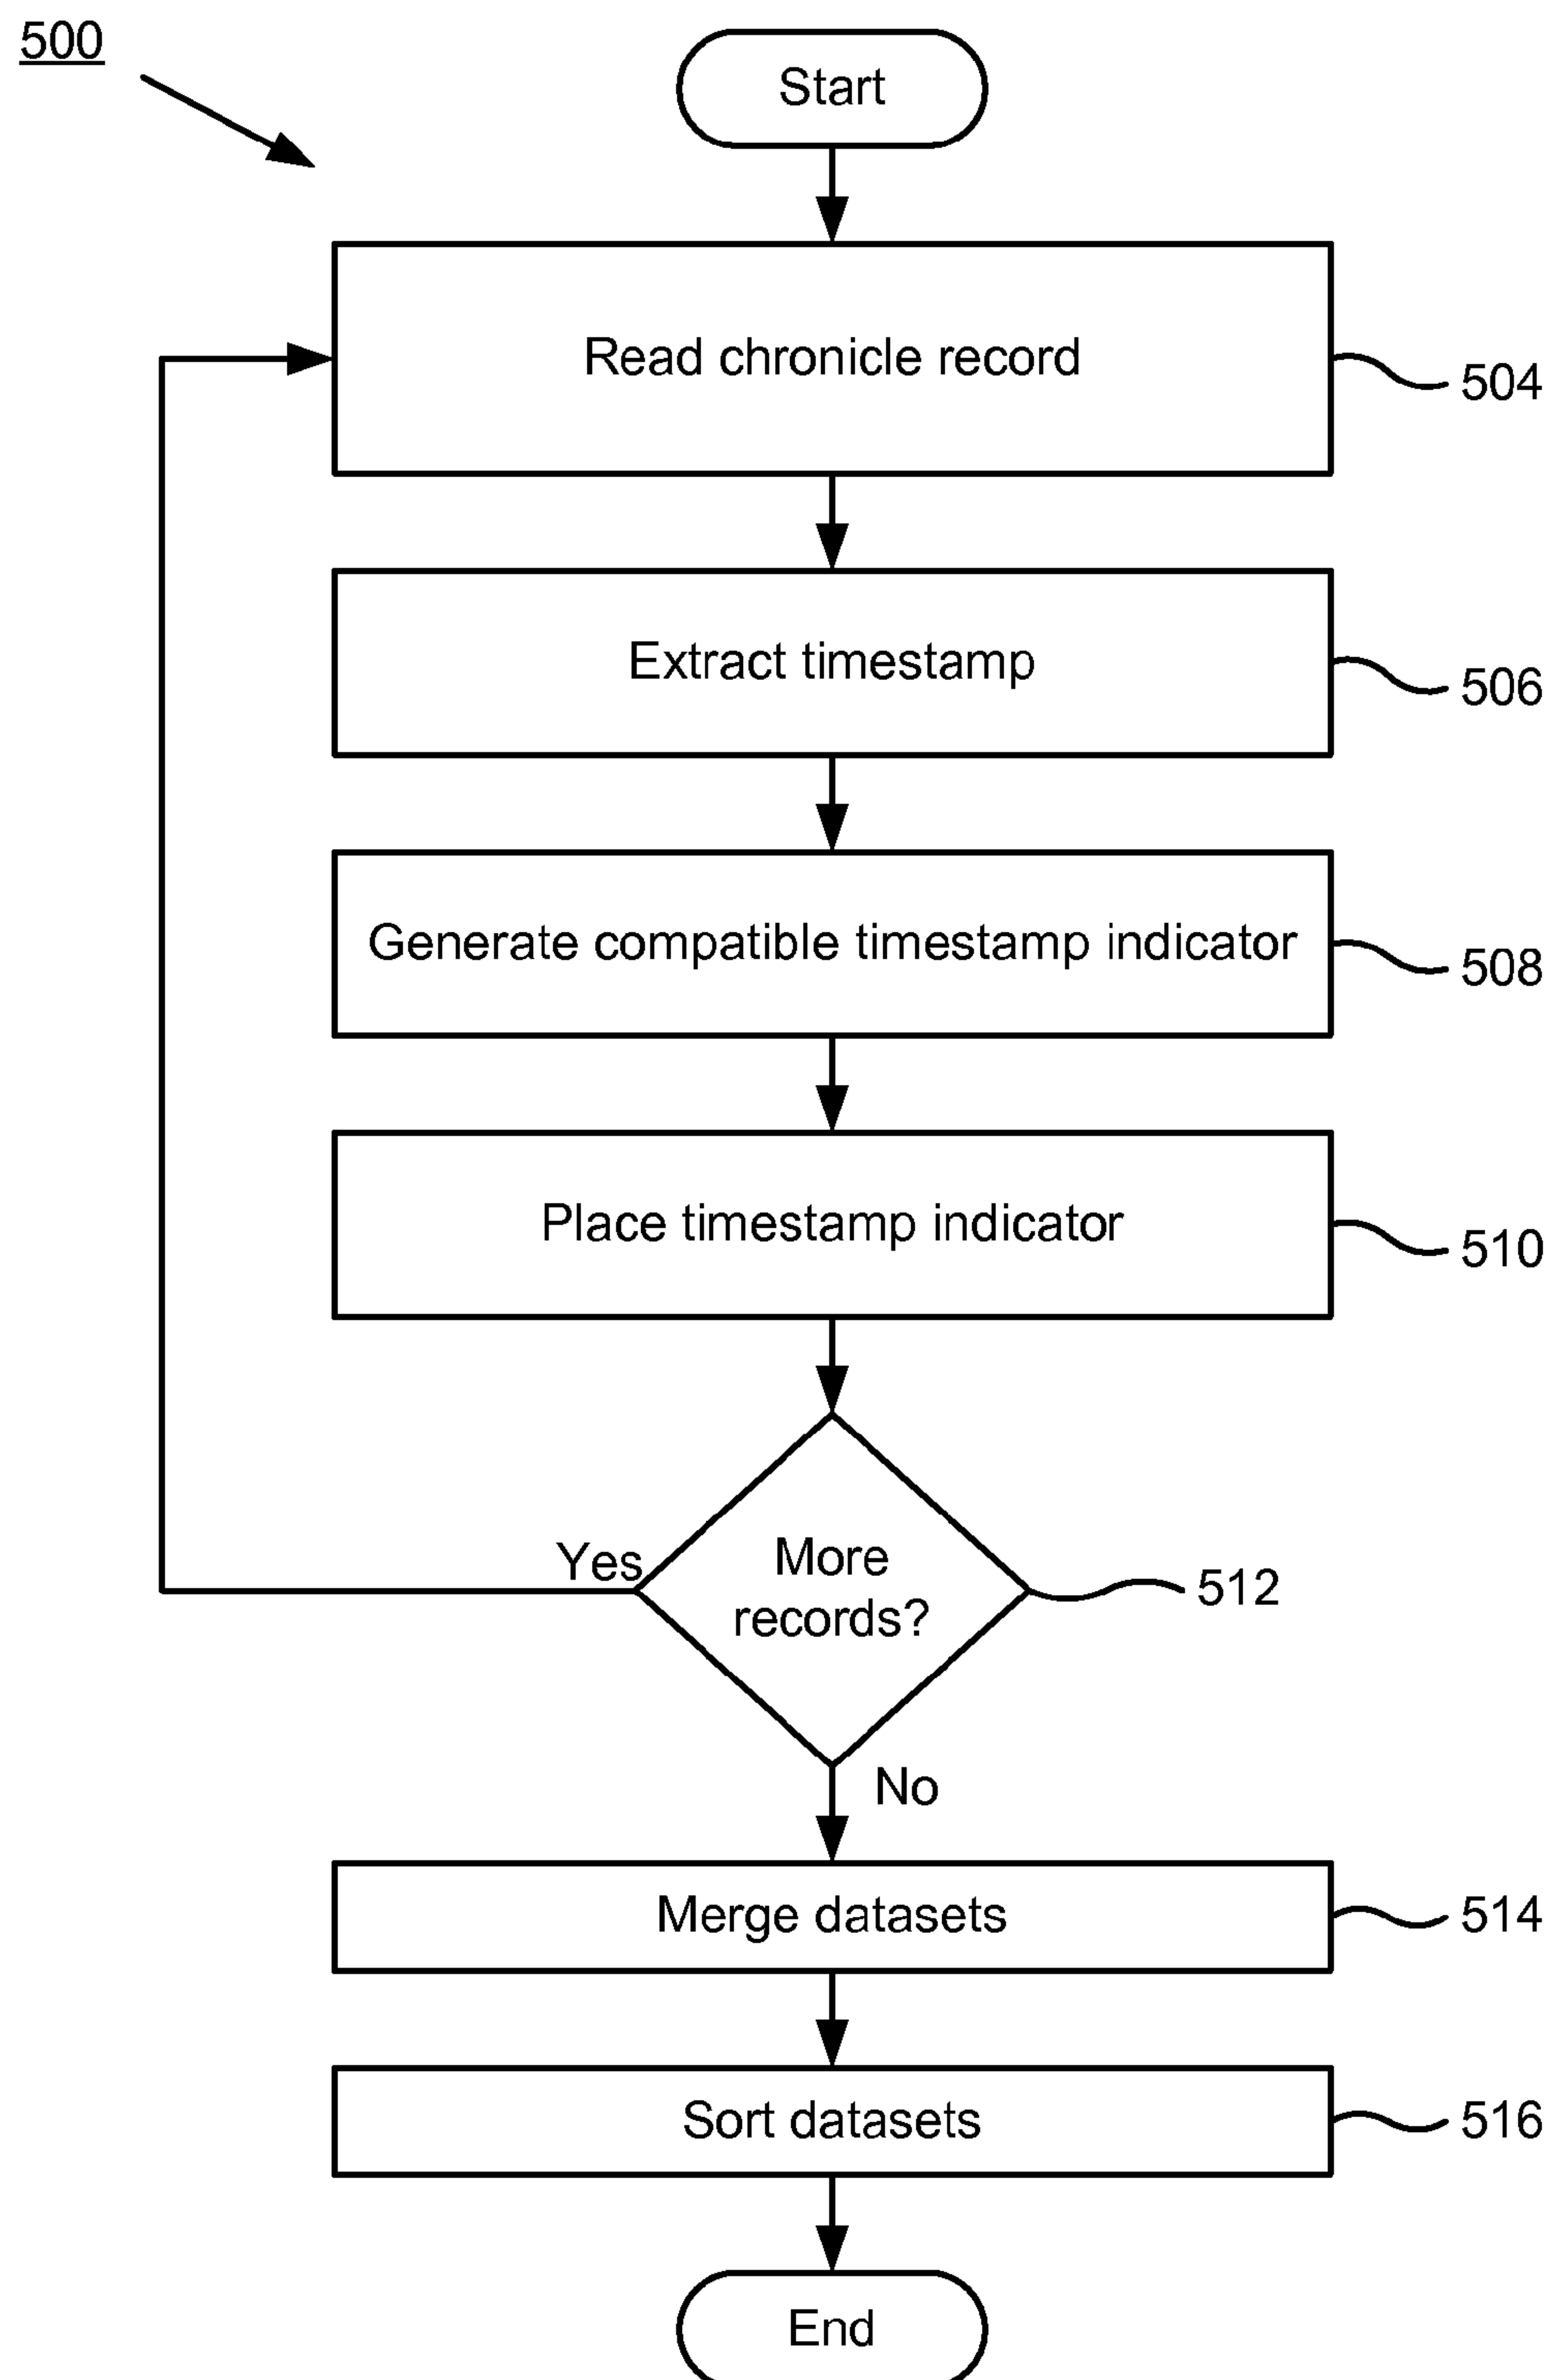 500
Start
Read chronicle record
504
Extract timestamp
506
Generate compatible timestamp indicator
508
Place timestamp indicator
510
Yes
More
records?
512
No
Merge datasets
514
Sort datasets
516
End